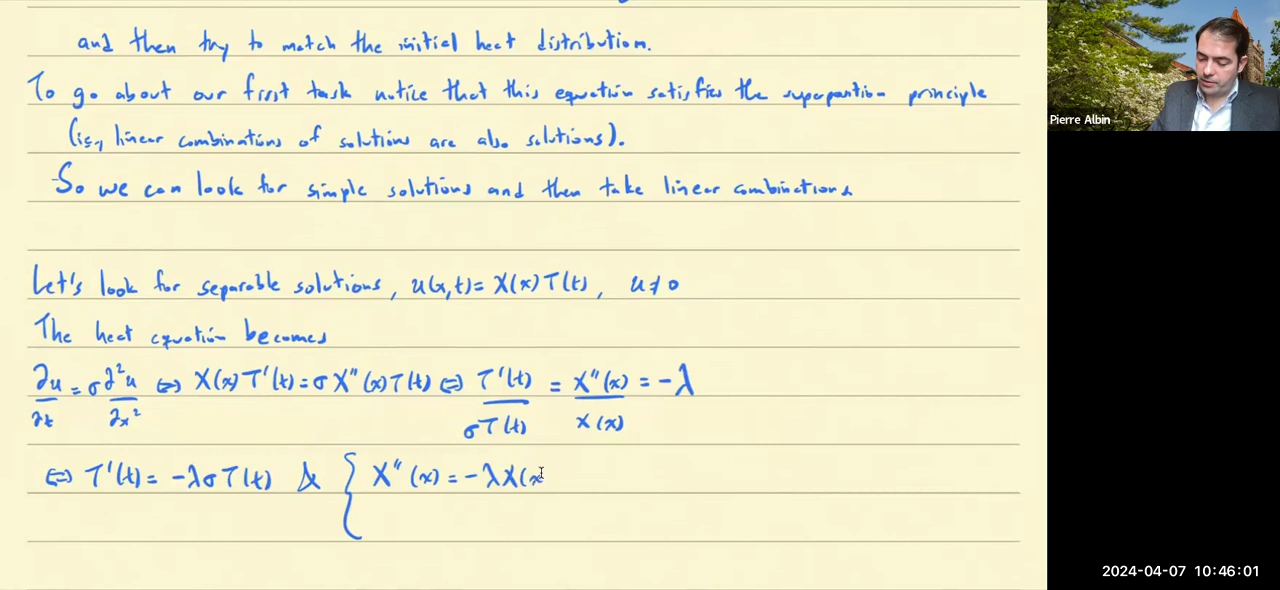 and then try to match the initial heat distribution.
To go about our first task notice that this equation satisfies the superposition principle
(ie, linear combinations of solutions are also solutions).
So we can look for simple solutions and then take linear combinations
Let's look for separable solutions, u(x,t)= X(x)T(t), u≠0
The heat equation becomes
∂u/∂t = σ ∂²u/∂x² ⇔ X(x)T'(t)=σX''(x)T(t) ⇔ T'(t)/σT(t) = X''(x)/X(x) = -λ
⇔ T'(t)= -λσT(t) & { X''(x) = -λX(x
Pierre Albin
2024-04-07 10:46:01